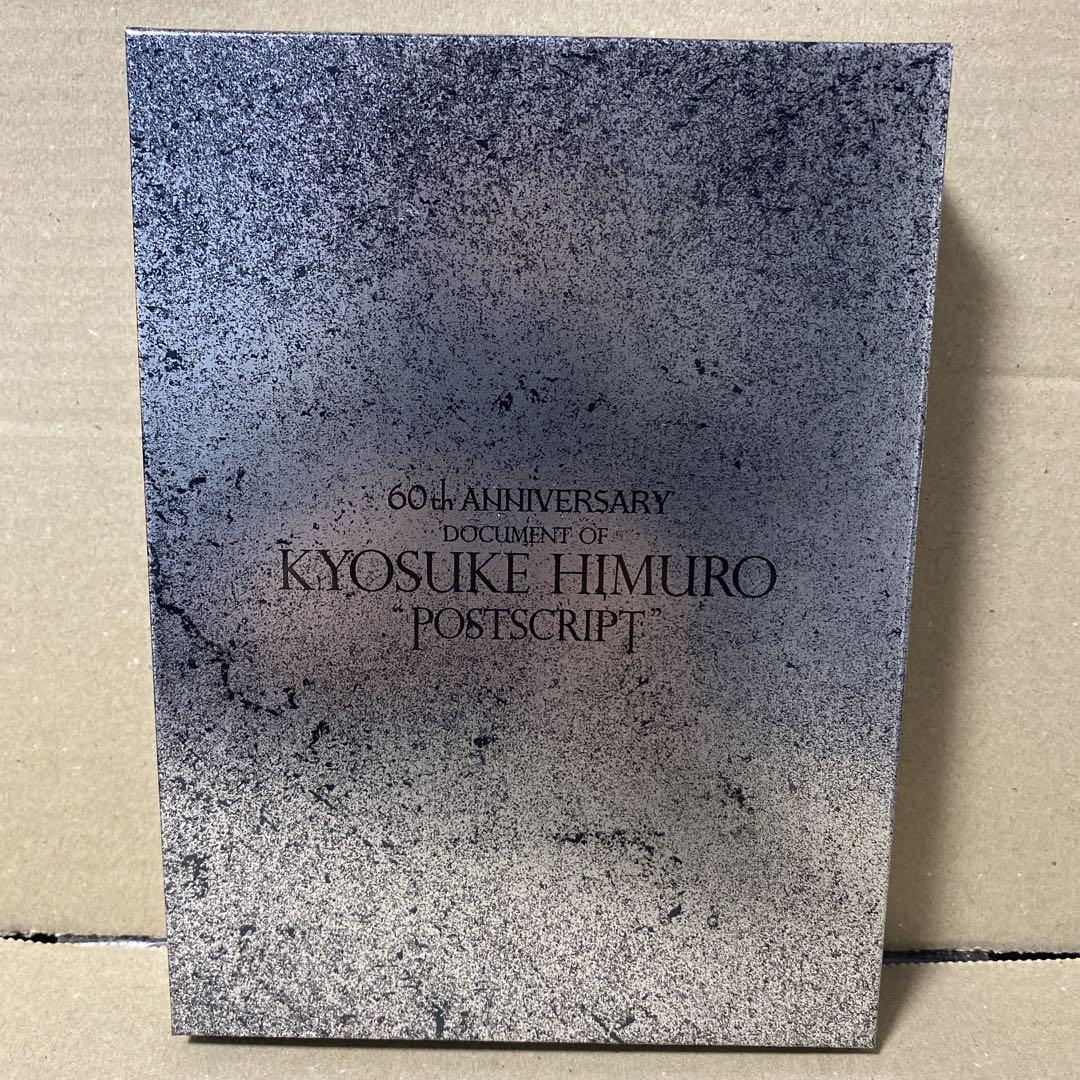 60th ANNIVERSARY
DOCUMENT OF
KYOSUKE HIMURO
"POSTSCRIPT"